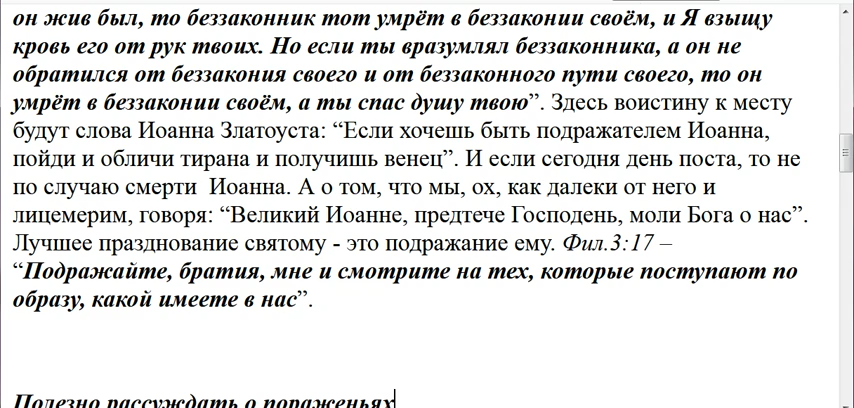 он жив был, то беззаконник тот умрёт в беззаконии своём, и Я взыщу
кровь его от рук твоих. Но если ты вразумлял беззаконника, а он не
обратился от беззакония своего и от беззаконного пути своего, то он
умрёт в беззаконии своём, а ты спас душу твою”. Здесь воистину к месту
будут слова Иоанна Златоуста: “Если хочешь быть подражателем Иоанна,
пойди и обличи тирана и получишь венец”. И если сегодня день поста, то не
по случаю смерти  Иоанна. А о том, что мы, ох, как далеки от него и
лицемерим, говоря: “Великий Иоанне, предтече Господень, моли Бога о нас”.
Лучшее празднование святому - это подражание ему. Фил.3:17 –
“Подражайте, братия, мне и смотрите на тех, которые поступают по
образу, какой имеете в нас”.
Полезно рассуждать о пораженьях